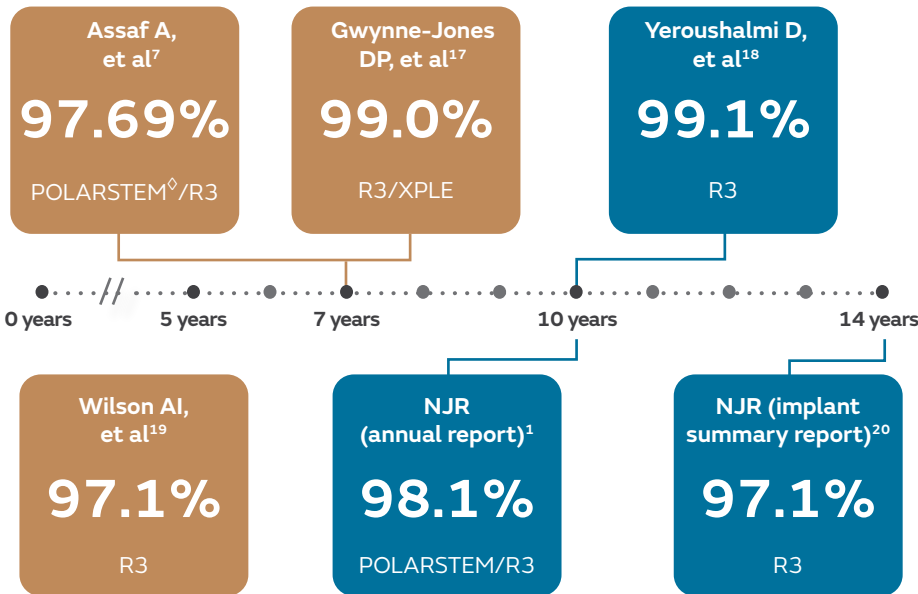 Assaf A,
et al⁷
97.69%
POLARSTEM◊/R3
Gwynne-Jones
DP, et al¹⁷
99.0%
R3/XPLE
Yeroushalmi D,
et al¹⁸
99.1%
R3
0 years
5 years
7 years
10 years
14 years
Wilson AI,
et al¹⁹
97.1%
R3
NJR
(annual report)¹
98.1%
POLARSTEM/R3
NJR (implant
summary report)²⁰
97.1%
R3